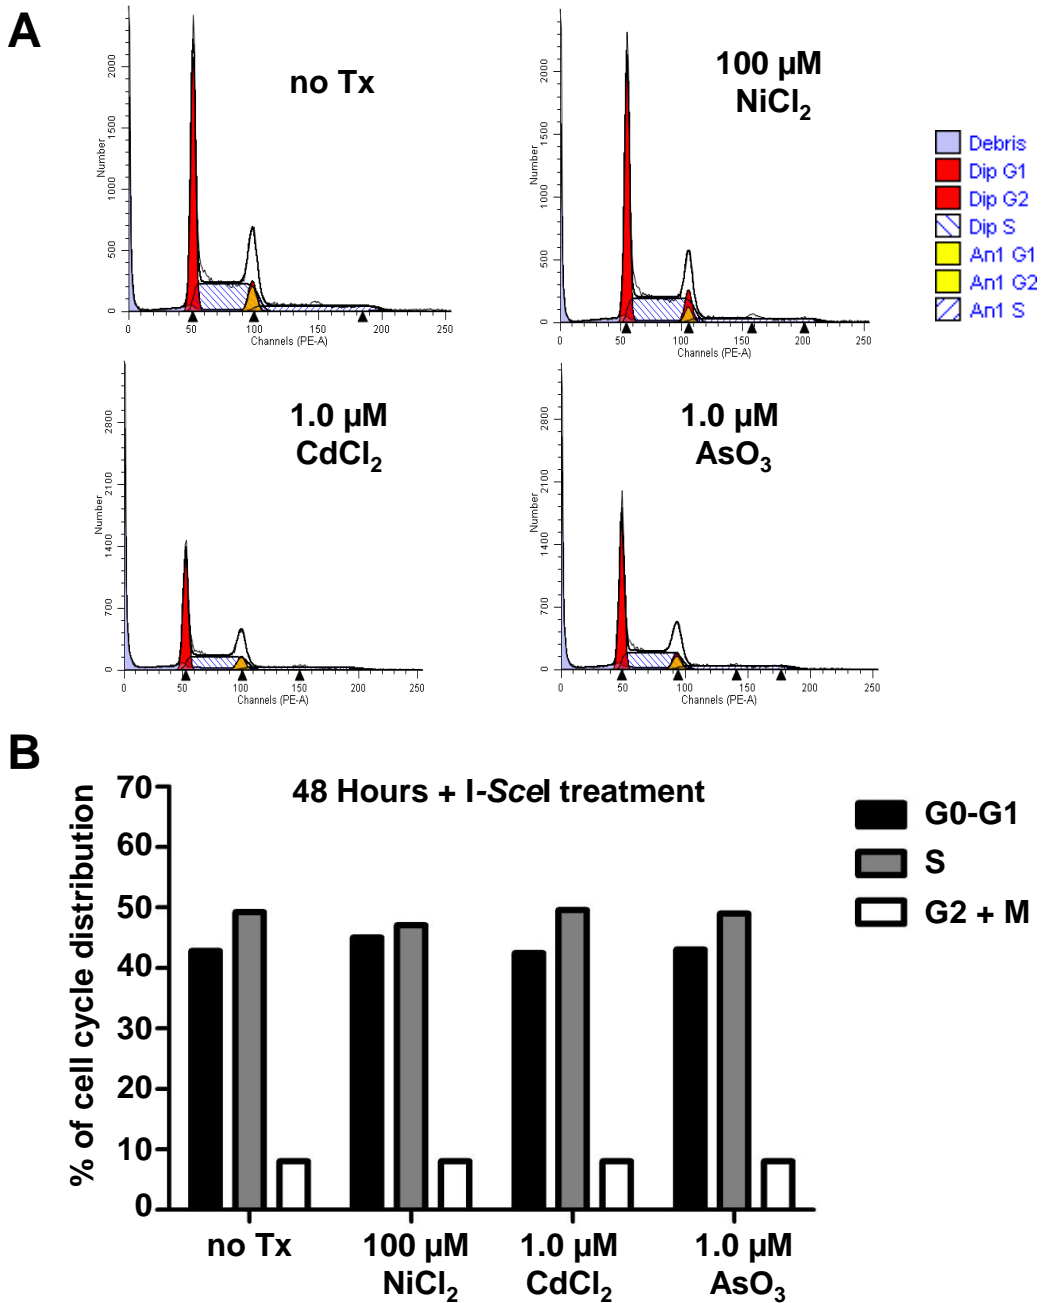 A
no Tx
Number
0
500
1000
1500
2000
0 50 100 150 200 250
Channels (PE-A)
100 µM
NiCl2
Number
0
500
1000
1500
2000
0 50 100 150 200 250
Channels (PE-A)
Debris
Dip G1
Dip G2
Dip S
An1 G1
An1 G2
An1 S
1.0 µM
CdCl2
Number
0
700
1400
2100
2800
0 50 100 150 200 250
Channels (PE-A)
1.0 µM
AsO3
Number
0
700
1400
2100
2800
0 50 100 150 200 250
Channels (PE-A)
B
48 Hours + I-SceI treatment
% of cell cycle distribution
70
60
50
40
30
20
10
0
G0-G1
S
G2 + M
no Tx 100 µM 1.0 µM 1.0 µM
NiCl2 CdCl2 AsO3